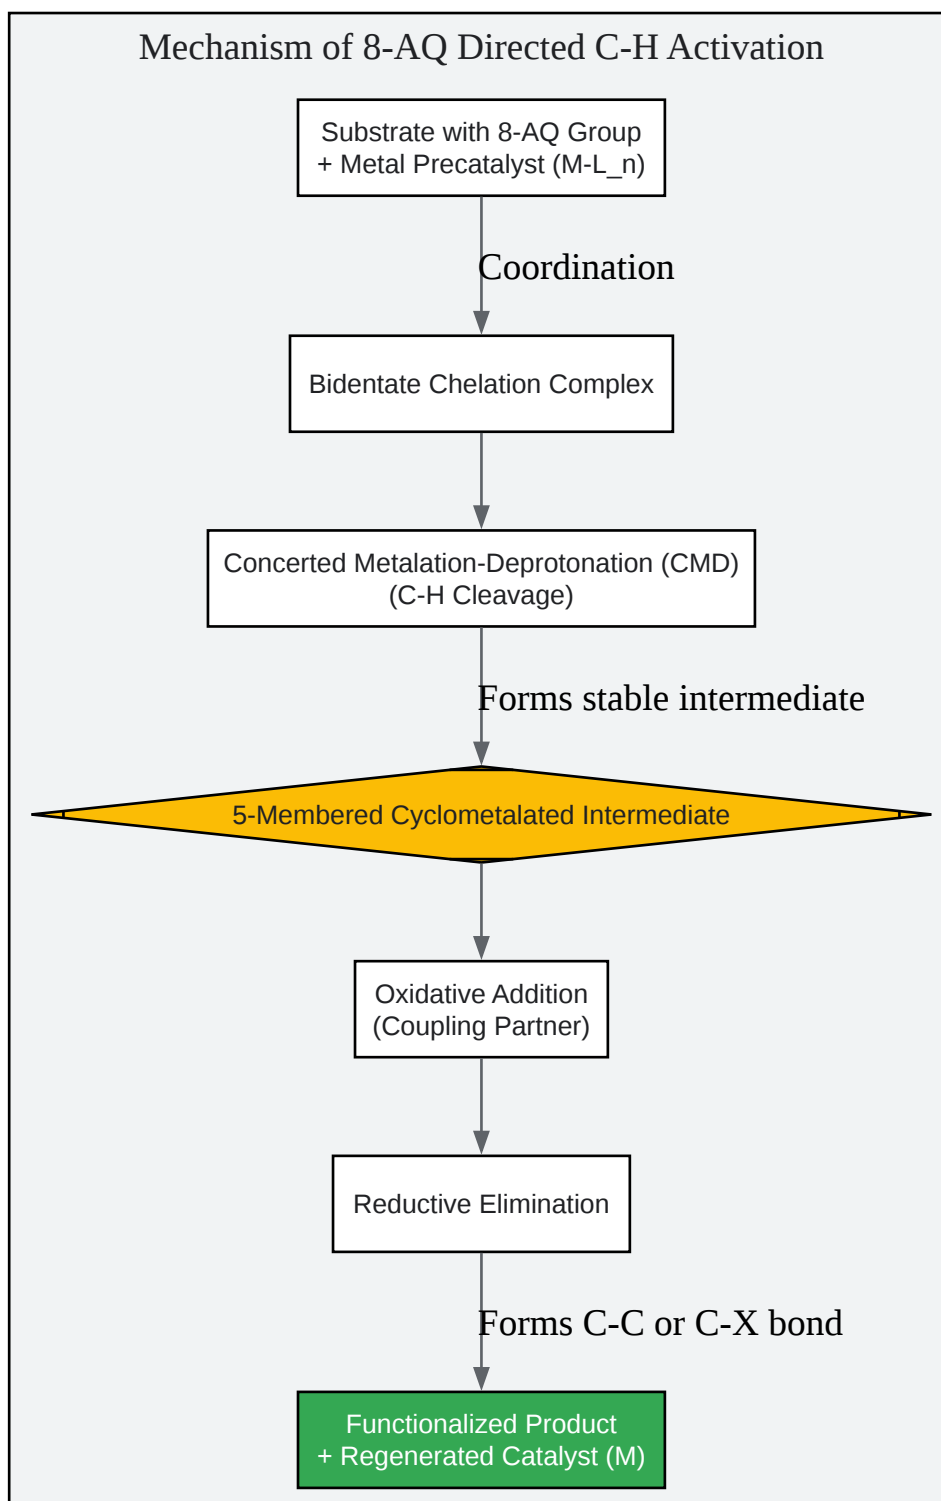 Mechanism of 8-AQ Directed C-H Activation
Substrate with 8-AQ Group
+ Metal Precatalyst (M-L_n)
Coordination
Bidentate Chelation Complex
Concerted Metalation-Deprotonation (CMD)
(C-H Cleavage)
Forms stable intermediate
5-Membered Cyclometalated Intermediate
Oxidative Addition
(Coupling Partner)
Reductive Elimination
Forms C-C or C-X bond
Functionalized Product
+ Regenerated Catalyst (M)